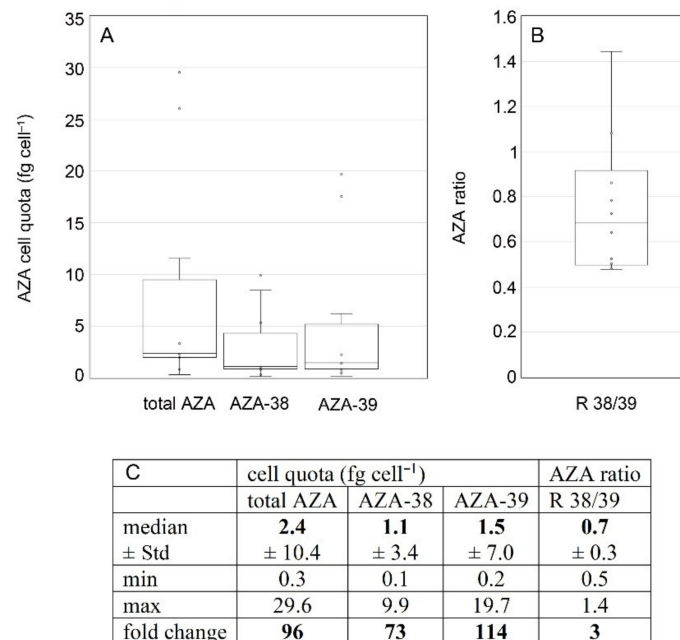 A
AZA cell quota (fg cell⁻¹)
35
30
25
20
15
10
5
0
total AZA AZA-38 AZA-39
B
AZA ratio
1.6
1.4
1.2
1
0.8
0.6
0.4
0.2
0
R 38/39
C cell quota (fg cell⁻¹) AZA ratio
total AZA AZA-38 AZA-39 R 38/39
median 2.4 1.1 1.5 0.7
± Std ± 10.4 ± 3.4 ± 7.0 ± 0.3
min 0.3 0.1 0.2 0.5
max 29.6 9.9 19.7 1.4
fold change 96 73 114 3